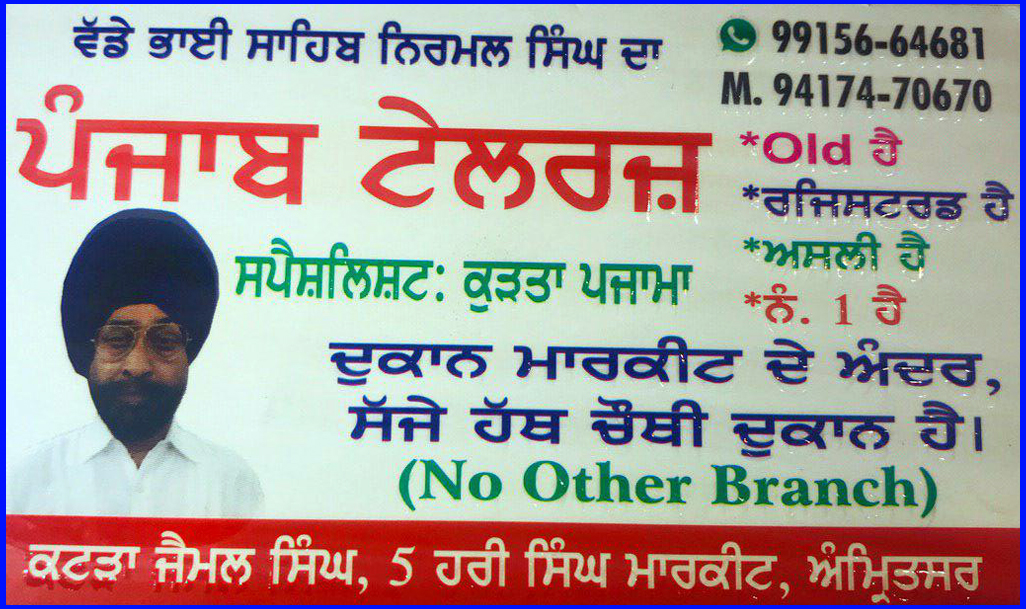 ਵੱਡੇ ਭਾਈ ਸਾਹਿਬ ਨਿਰਮਲ ਸਿੰਘ ਦਾ
99156-64681
M. 94174-70670
ਪੰਜਾਬ ਟੇਲਰਜ਼
*Old ਹੈ
*ਰਜਿਸਟਰਡ ਹੈ
*ਅਸਲੀ ਹੈ
*ਨੰ. 1 ਹੈ
ਸਪੈਸ਼ਲਿਸ਼ਟ: ਕੁੜਤਾ ਪਜਾਮਾ
ਦੁਕਾਨ ਮਾਰਕੀਟ ਦੇ ਅੰਦਰ,
ਸੱਜੇ ਹੱਥ ਚੌਥੀ ਦੁਕਾਨ ਹੈ।
(No Other Branch)
ਕਟੜਾ ਜੈਮਲ ਸਿੰਘ, 5 ਹਰੀ ਸਿੰਘ ਮਾਰਕੀਟ, ਅੰਮ੍ਰਿਤਸਰ